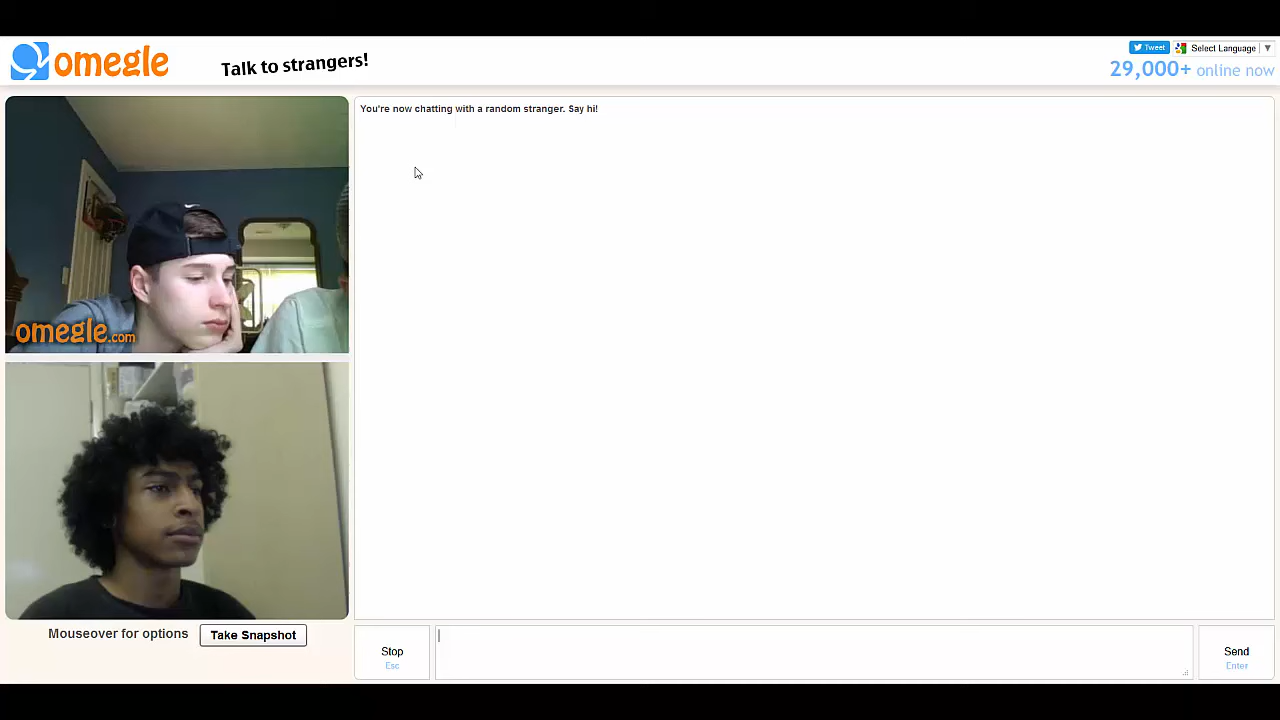 omegle
Talk to strangers!
Tweet
Select Language ▼
29,000+ online now
You're now chatting with a random stranger. Say hi!
omegle.com
Mouseover for options
Take Snapshot
Stop
Esc
Send
Enter